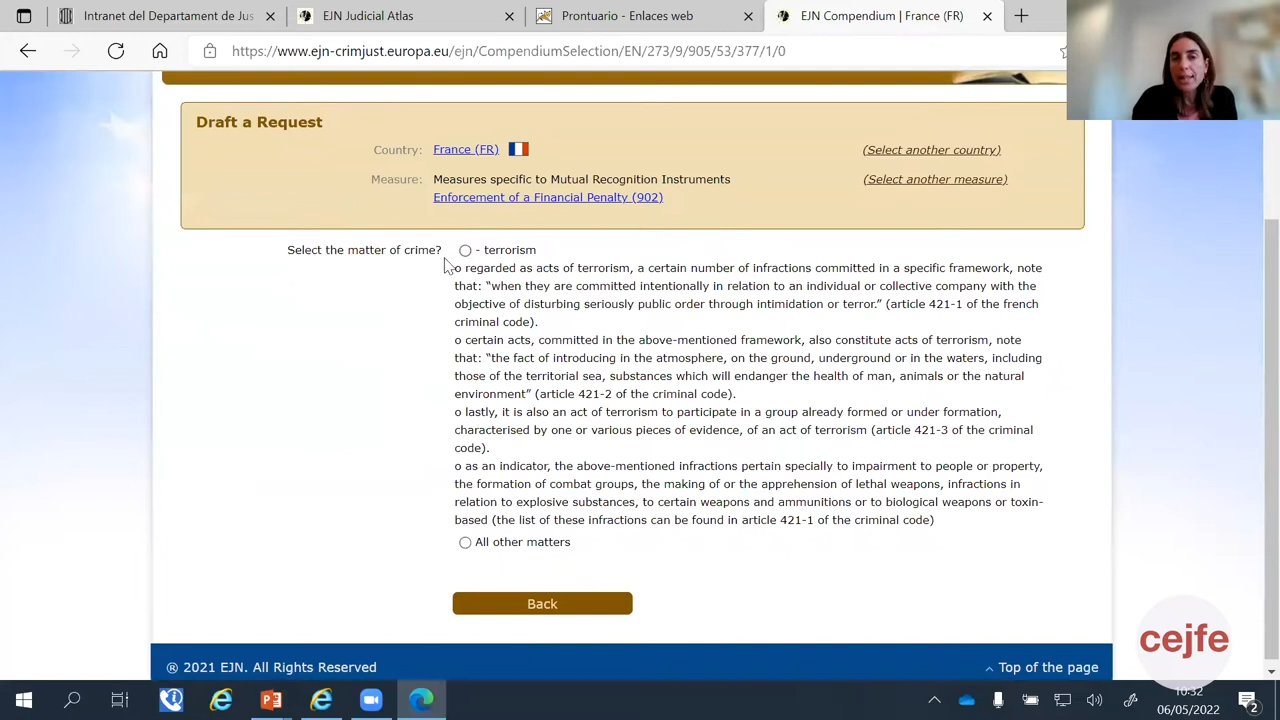 Intranet del Departament de Jus
EJN Judicial Atlas
Prontuario - Enlaces web
EJN Compendium | France (FR)
https://www.ejn-crimjust.europa.eu/ejn/CompendiumSelection/EN/273/9/905/53/377/1/0
Draft a Request
Country: France (FR) (Select another country)
Measure: Measures specific to Mutual Recognition Instruments (Select another measure)
Enforcement of a Financial Penalty (902)
Select the matter of crime? - terrorism
o regarded as acts of terrorism, a certain number of infractions committed in a specific framework, note
that: “when they are committed intentionally in relation to an individual or collective company with the
objective of disturbing seriously public order through intimidation or terror.” (article 421-1 of the french
criminal code).
o certain acts, committed in the above-mentioned framework, also constitute acts of terrorism, note
that: “the fact of introducing in the atmosphere, on the ground, underground or in the waters, including
those of the territorial sea, substances which will endanger the health of man, animals or the natural
environment” (article 421-2 of the criminal code).
o lastly, it is also an act of terrorism to participate in a group already formed or under formation,
characterised by one or various pieces of evidence, of an act of terrorism (article 421-3 of the criminal
code).
o as an indicator, the above-mentioned infractions pertain specially to impairment to people or property,
the formation of combat groups, the making of or the apprehension of lethal weapons, infractions in
relation to explosive substances, to certain weapons and ammunitions or to biological weapons or toxin-
based (the list of these infractions can be found in article 421-1 of the criminal code)
All other matters
Back
cejfe
® 2021 EJN. All Rights Reserved
Top of the page
10:32
06/05/2022
2